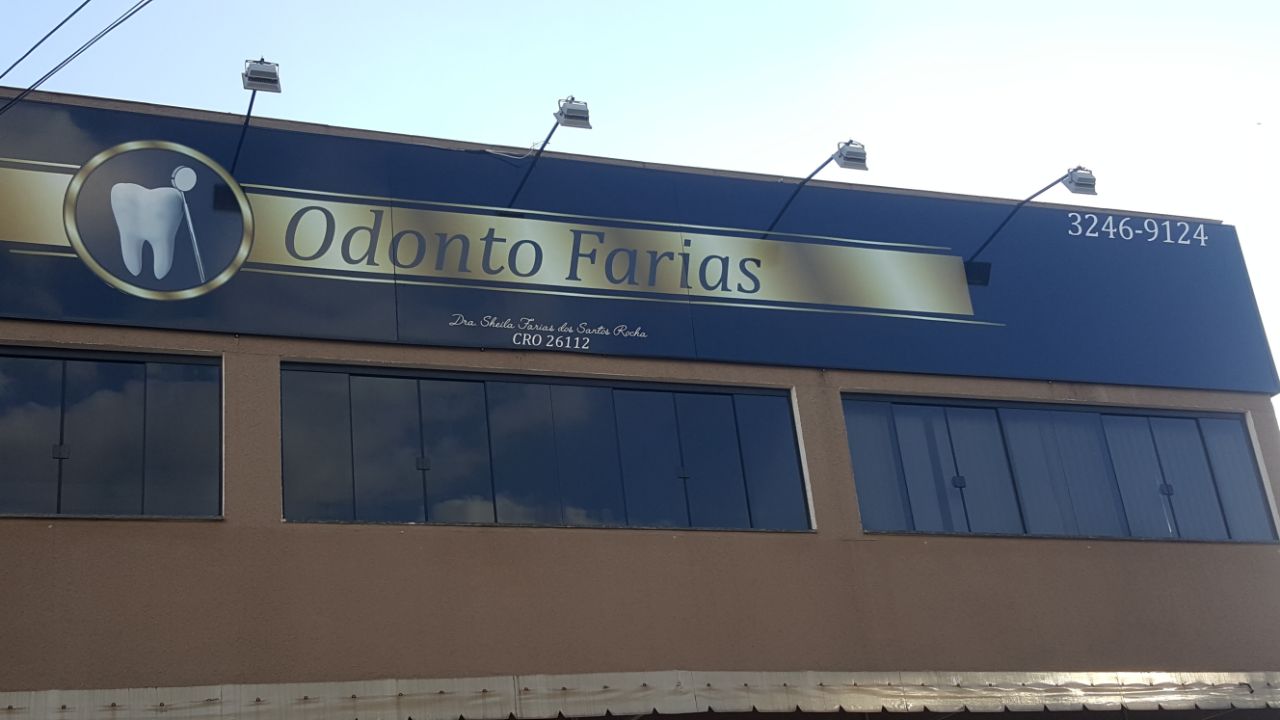 Odonto Farias
3246-9124
Dra Sheila Farias dos Santos Rocha
CRO 26112